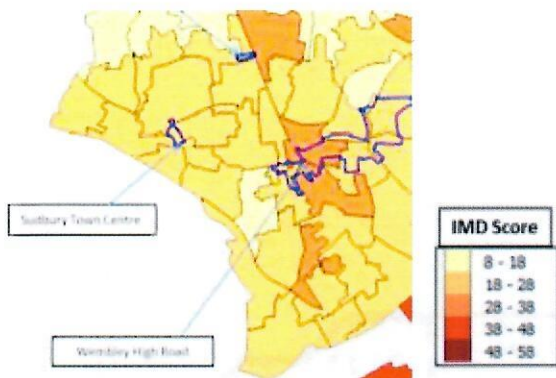 Sudbury Town Centre
Wembley High Road
IMD Score
8 - 18
18 - 28
28 - 38
38 - 48
48 - 58